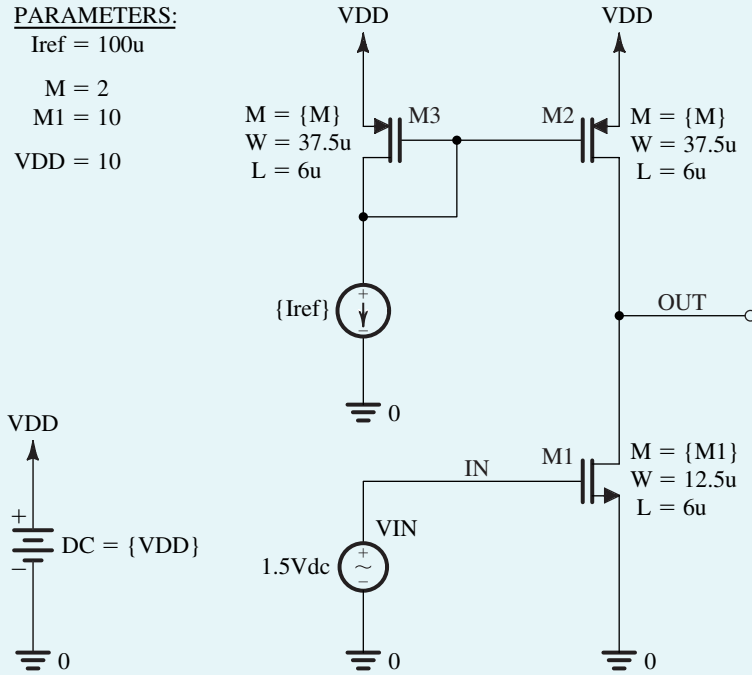 PARAMETERS:
Iref = 100u
M = 2
M1 = 10
VDD = 10
VDD
VDD
M = {M}
W = 37.5u
L = 6u
M3
M2
M = {M}
W = 37.5u
L = 6u
{Iref}
+
−
OUT
0
VDD
+
−
DC = {VDD}
0
IN
VIN
1.5Vdc
+
~
−
0
M1
M = {M1}
W = 12.5u
L = 6u
0